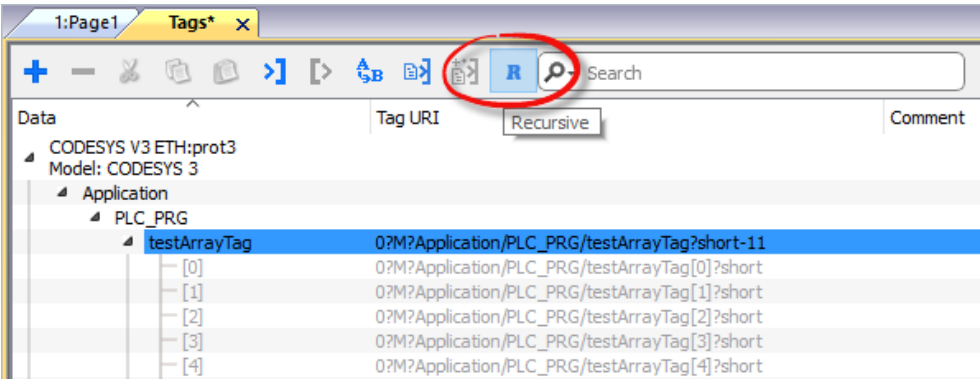 1:Page1 Tags* x
R Search
Data Tag URI Comment
Recursive
CODESYS V3 ETH:prot3
Model: CODESYS 3
Application
PLC_PRG
testArrayTag 0?M?Application/PLC_PRG/testArrayTag?short-11
[0] 0?M?Application/PLC_PRG/testArrayTag[0]?short
[1] 0?M?Application/PLC_PRG/testArrayTag[1]?short
[2] 0?M?Application/PLC_PRG/testArrayTag[2]?short
[3] 0?M?Application/PLC_PRG/testArrayTag[3]?short
[4] 0?M?Application/PLC_PRG/testArrayTag[4]?short